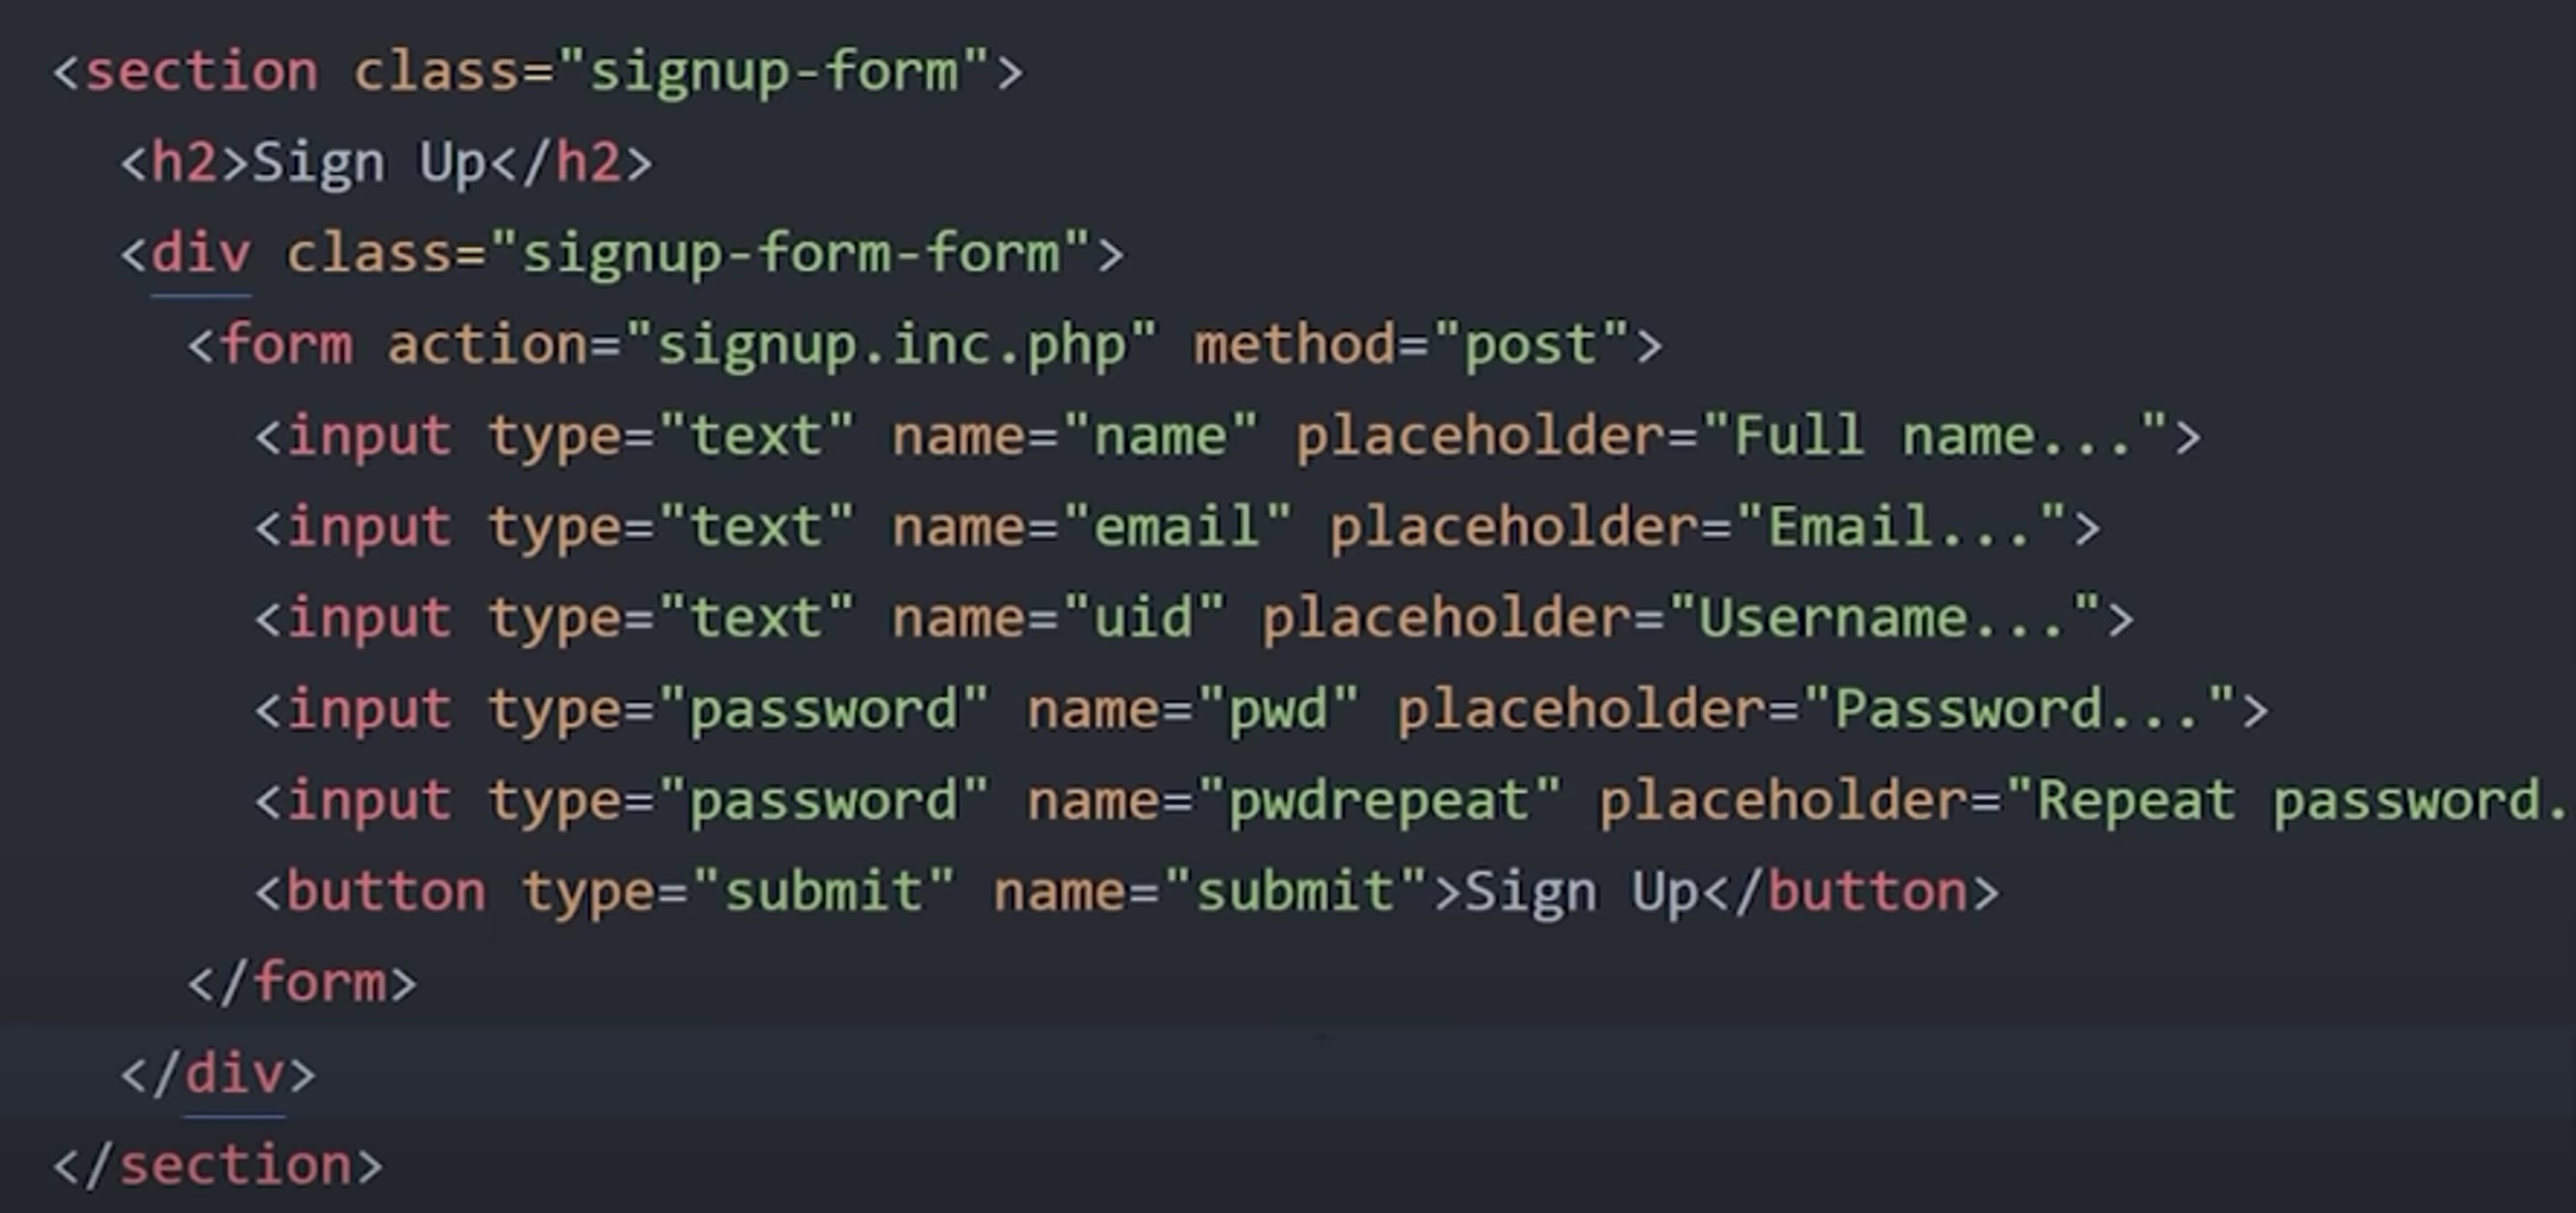 <section class="signup-form">
<h2>Sign Up</h2>
<div class="signup-form-form">
<form action="signup.inc.php" method="post">
<input type="text" name="name" placeholder="Full name...">
<input type="text" name="email" placeholder="Email...">
<input type="text" name="uid" placeholder="Username...">
<input type="password" name="pwd" placeholder="Password...">
<input type="password" name="pwdrepeat" placeholder="Repeat password.
<button type="submit" name="submit">Sign Up</button>
</form>
</div>
</section>